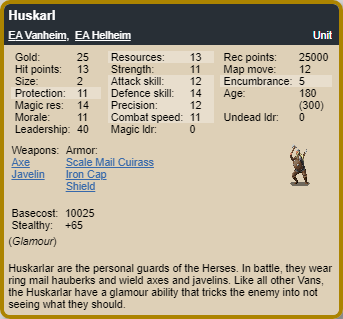 Huskarl
EA Vanheim, EA Helheim Unit
Gold: 25 Resources: 13 Rec points: 25000
Hit points: 13 Strength: 11 Map move: 12
Size: 2 Attack skill: 12 Encumbrance: 5
Protection: 11 Defence skill: 14 Age: 180
Magic res: 14 Precision: 12 (300)
Morale: 11 Combat speed: 11 Undead ldr: 0
Leadership: 40 Magic ldr: 0
Weapons: Armor:
Axe Scale Mail Cuirass
Javelin Iron Cap
Shield
Basecost: 10025
Stealthy: +65
(Glamour)
Huskarlar are the personal guards of the Herses. In battle, they wear
ring mail hauberks and wield axes and javelins. Like all other Vans,
the Huskarlar have a glamour ability that tricks the enemy into not
seeing what they should.